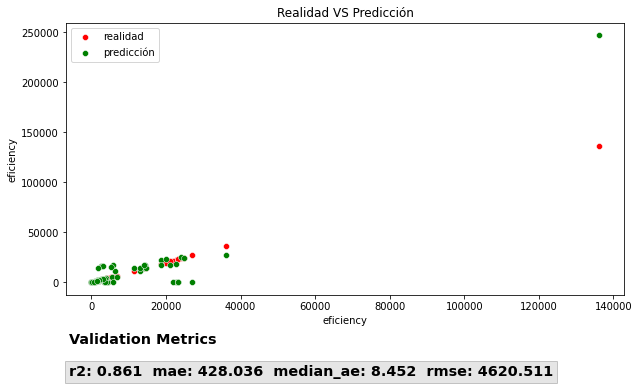 Realidad VS Predicción
realidad
predicción
250000
200000
150000
100000
50000
0
eficiency
0 20000 40000 60000 80000 100000 120000 140000
eficiency
Validation Metrics
r2: 0.861 mae: 428.036 median_ae: 8.452 rmse: 4620.511